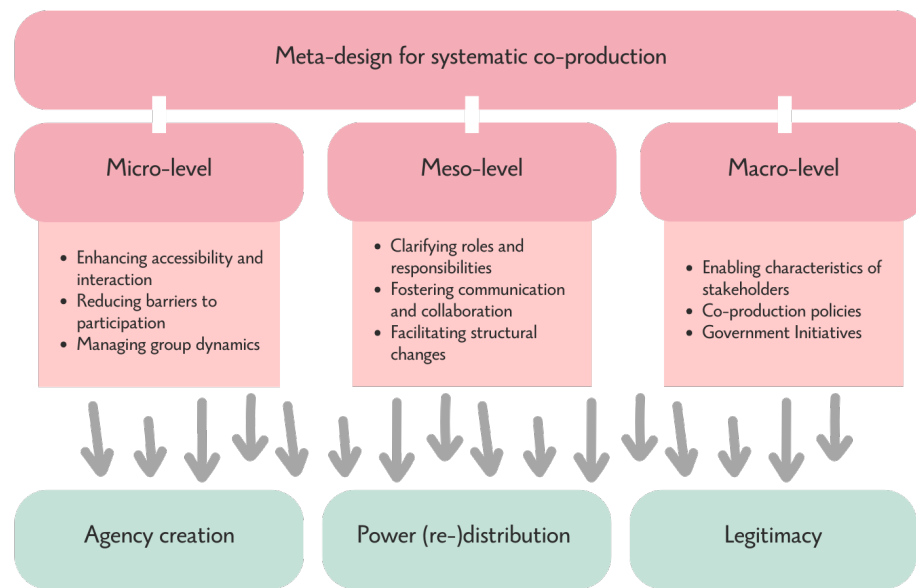 Meta-design for systematic co-production
Micro-level
Meso-level
Macro-level
• Enhancing accessibility and
interaction
• Reducing barriers to
participation
• Managing group dynamics
• Clarifying roles and
responsibilities
• Fostering communication
and collaboration
• Facilitating structural
changes
• Enabling characteristics of
stakeholders
• Co-production policies
• Government Initiatives
Agency creation
Power (re-)distribution
Legitimacy